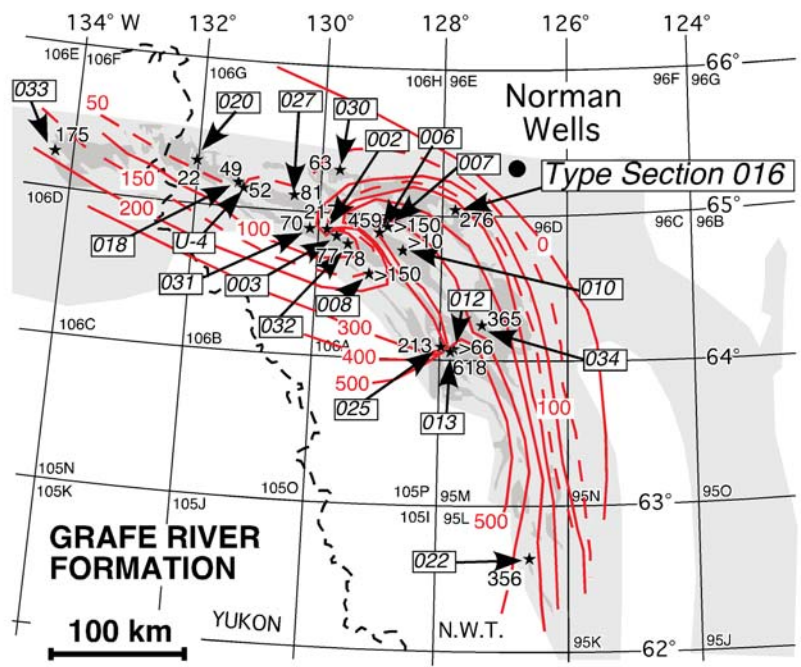 134° W 132° 130° 128° 126° 124°
106E 106F 106G 106H 96E 96F 96G 66°
033 50 020 027 030 Norman
Wells
002 006 007
175 63
150 22 49 52 81 Type Section 016
106D 200 21 459 >150 276 65°
018 U-4 100 70 >10 96D 0 96C 96B
031 003 77 78 >150 010
032 008 012
106C 106B 300 106A 365
400 213 >66 034 64°
500 618
025 013 100
105N 105O 105P 95M 95N 95O 63°
105K 105J 105I 95L 500
GRAFE RIVER
FORMATION
022 356
100 km YUKON N.W.T. 95K 95J 62°